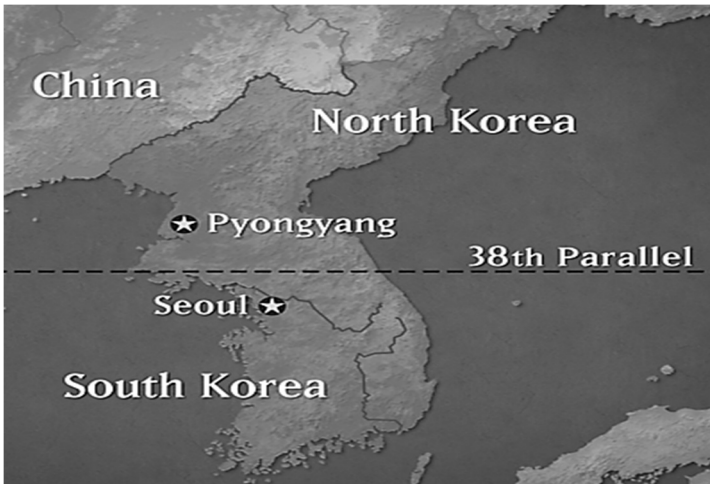 China
North Korea
Pyongyang
38th Parallel
Seoul
South Korea